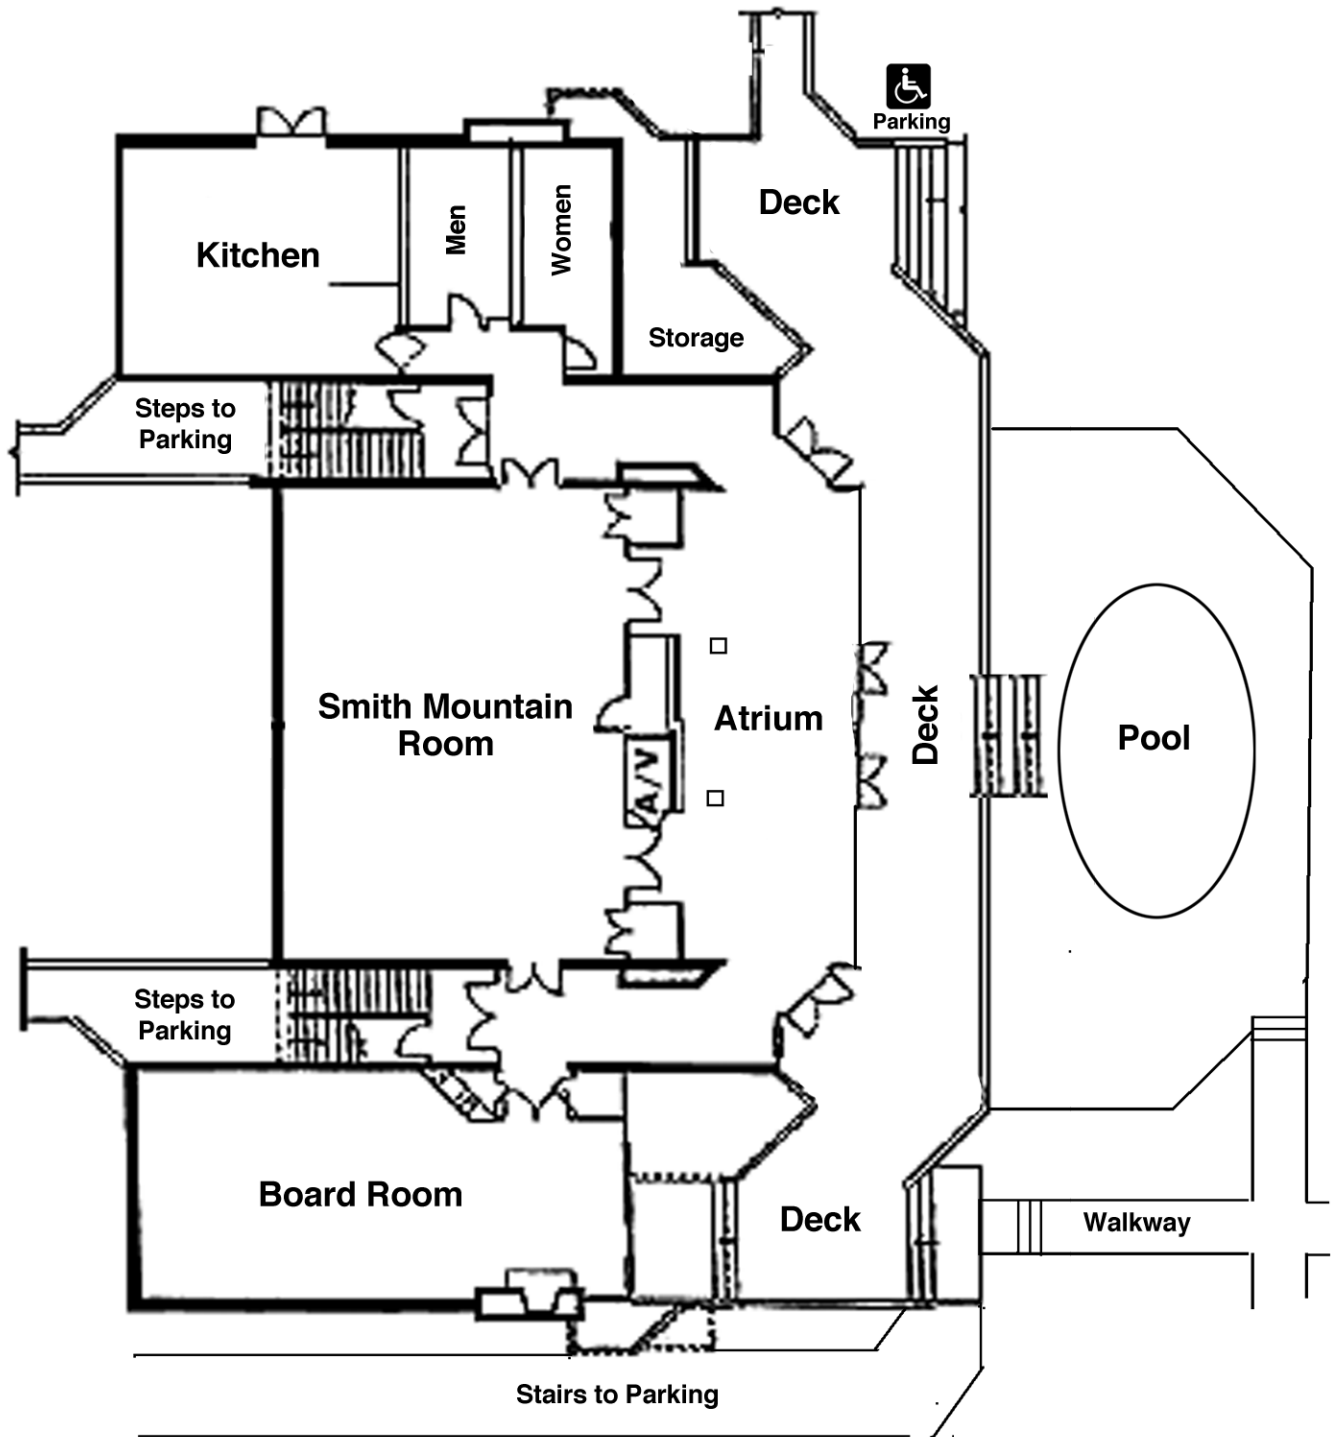 Parking
Deck
Kitchen
Men
Women
Storage
Steps to
Parking
Smith Mountain
Room
A/V
Atrium
Deck
Pool
Steps to
Parking
Board Room
Deck
Walkway
Stairs to Parking